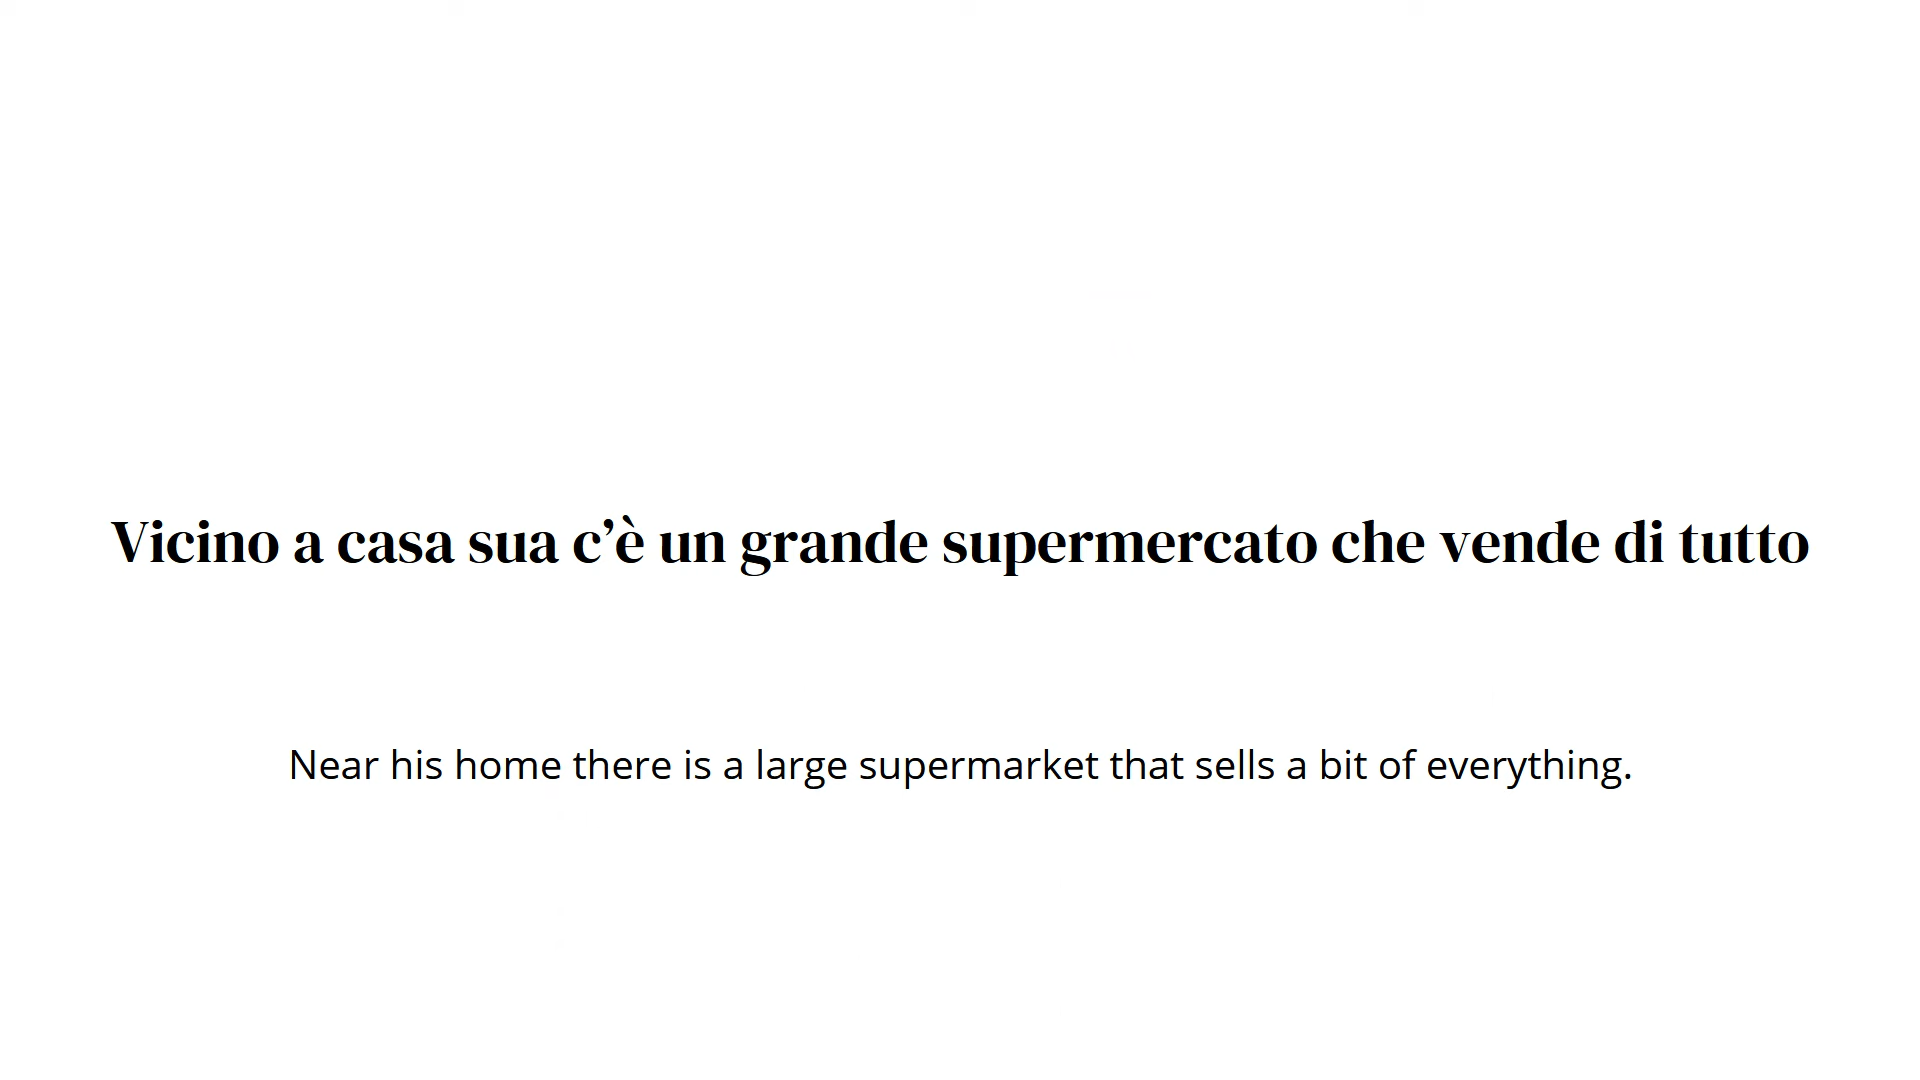 Vicino a casa sua c’è un grande supermercato che vende di tutto
Near his home there is a large supermarket that sells a bit of everything.